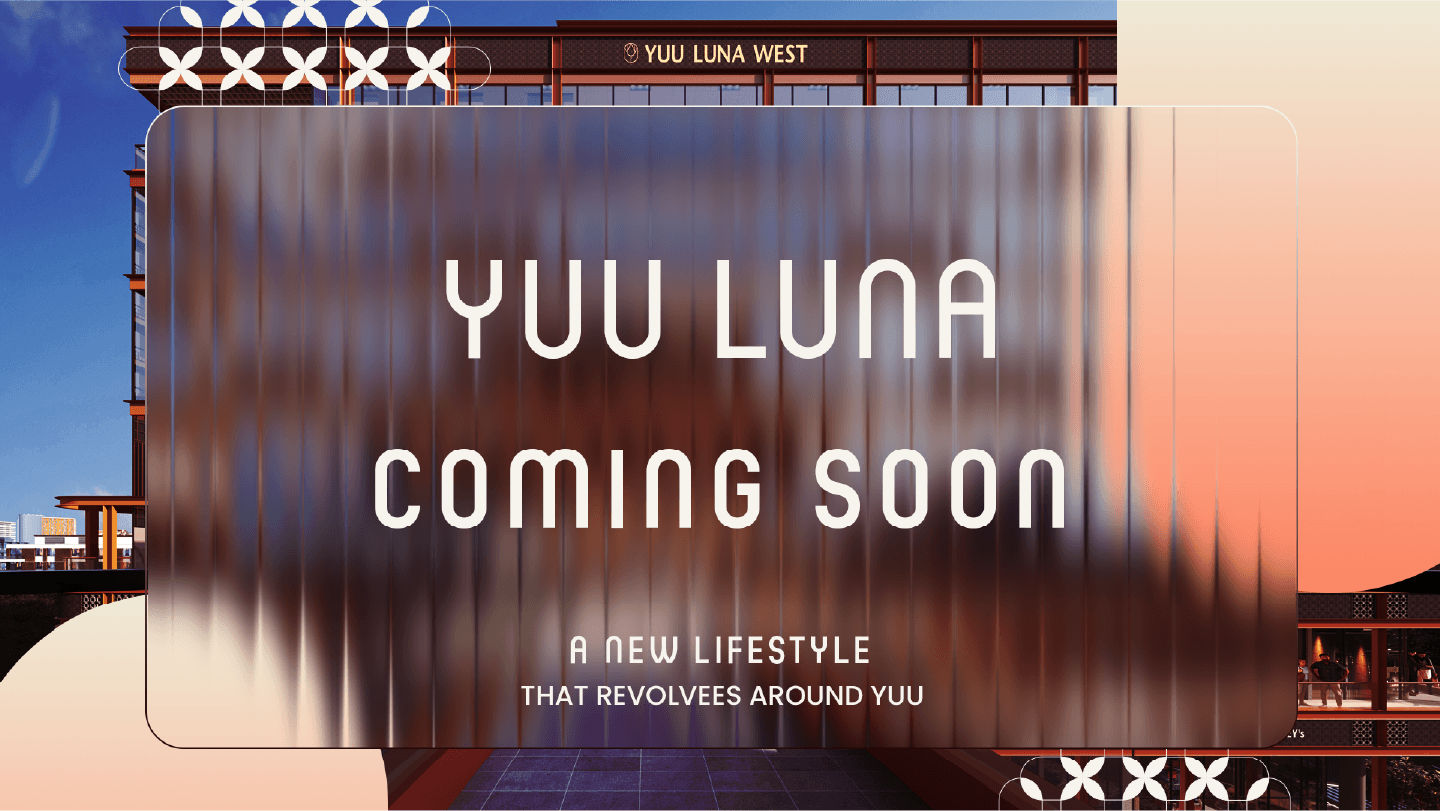 YUU LUNA WEST
YUU LUNA
COMING SOON
A NEW LIFESTYLE
THAT REVOLVEES AROUND YUU